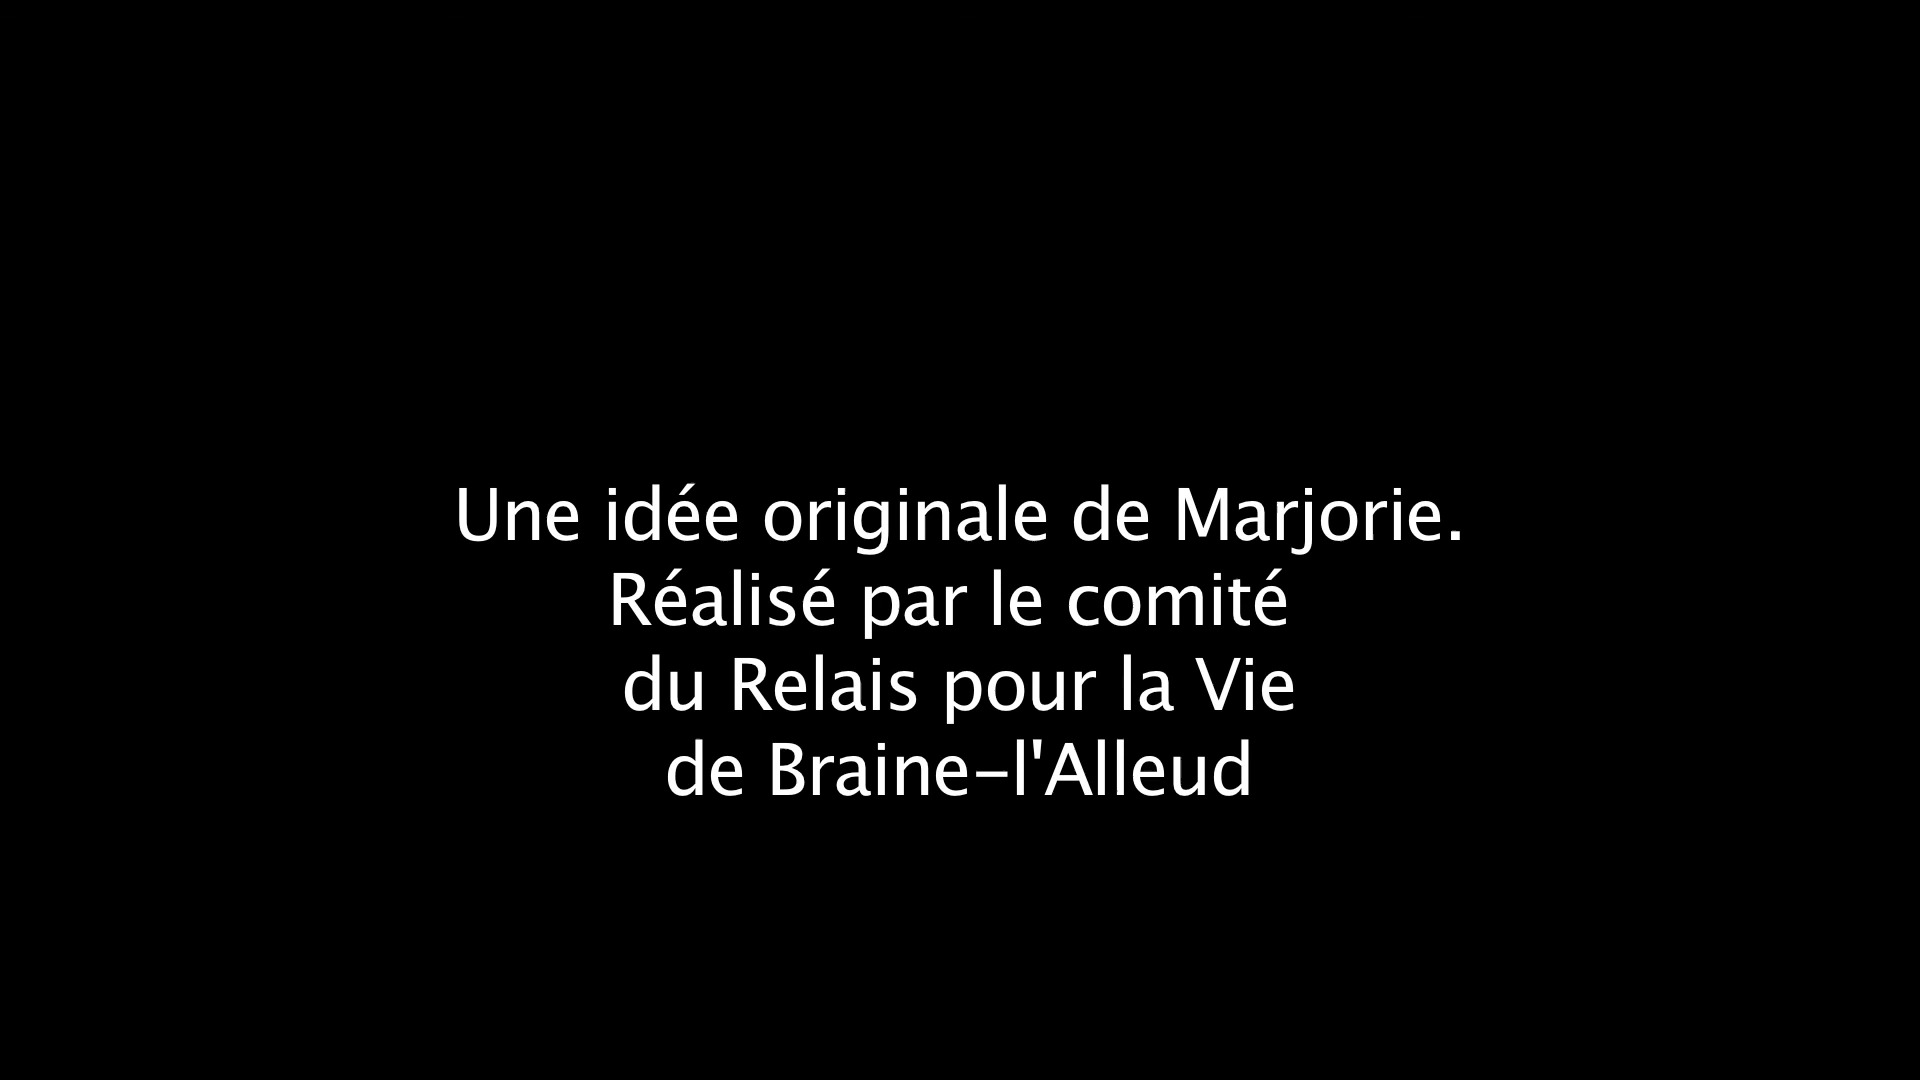 Une idée originale de Marjorie.
Réalisé par le comité
du Relais pour la Vie
de Braine-l'Alleud